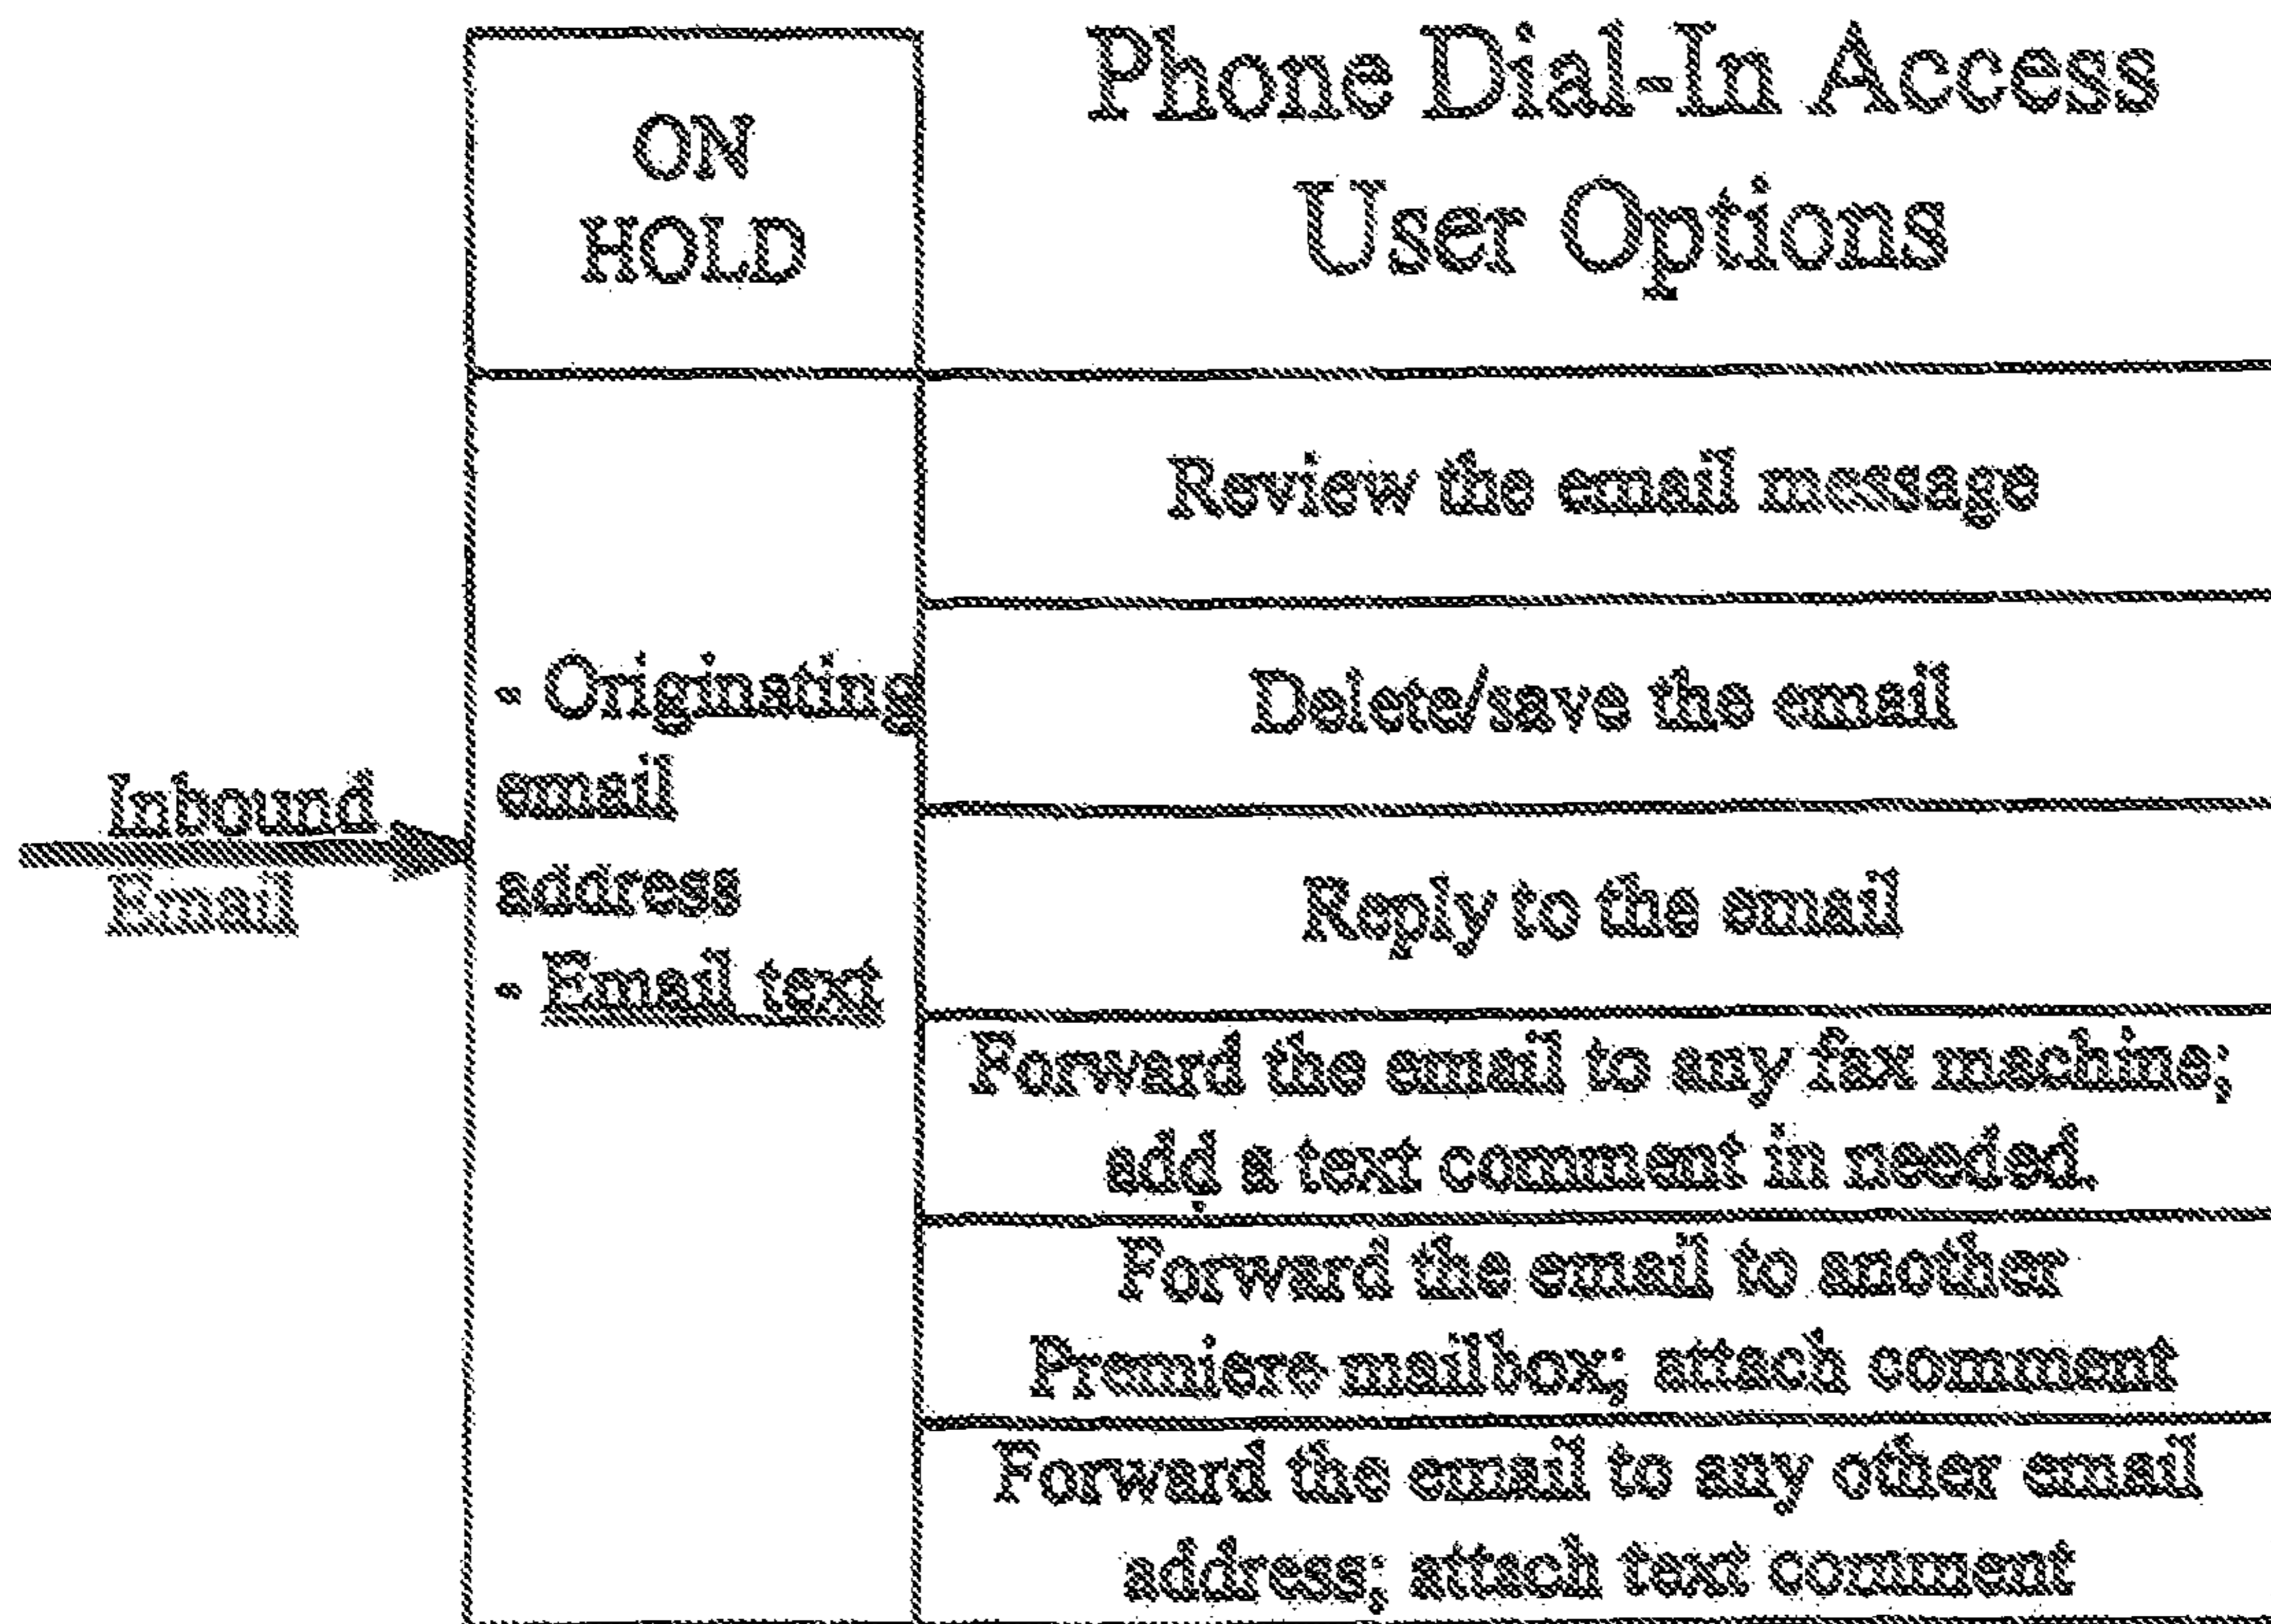 ON
HOLD
Phone Dial-In Access
User Options
Inbound
Email
- Originating
email
address
- Email text
Review the email message
Delete/save the email
Reply to the email
Forward the email to any fax machine;
add a text comment in needed.
Forward the email to another
Premiere mailbox; attach comment
Forward the email to any other email
address; attach text comment